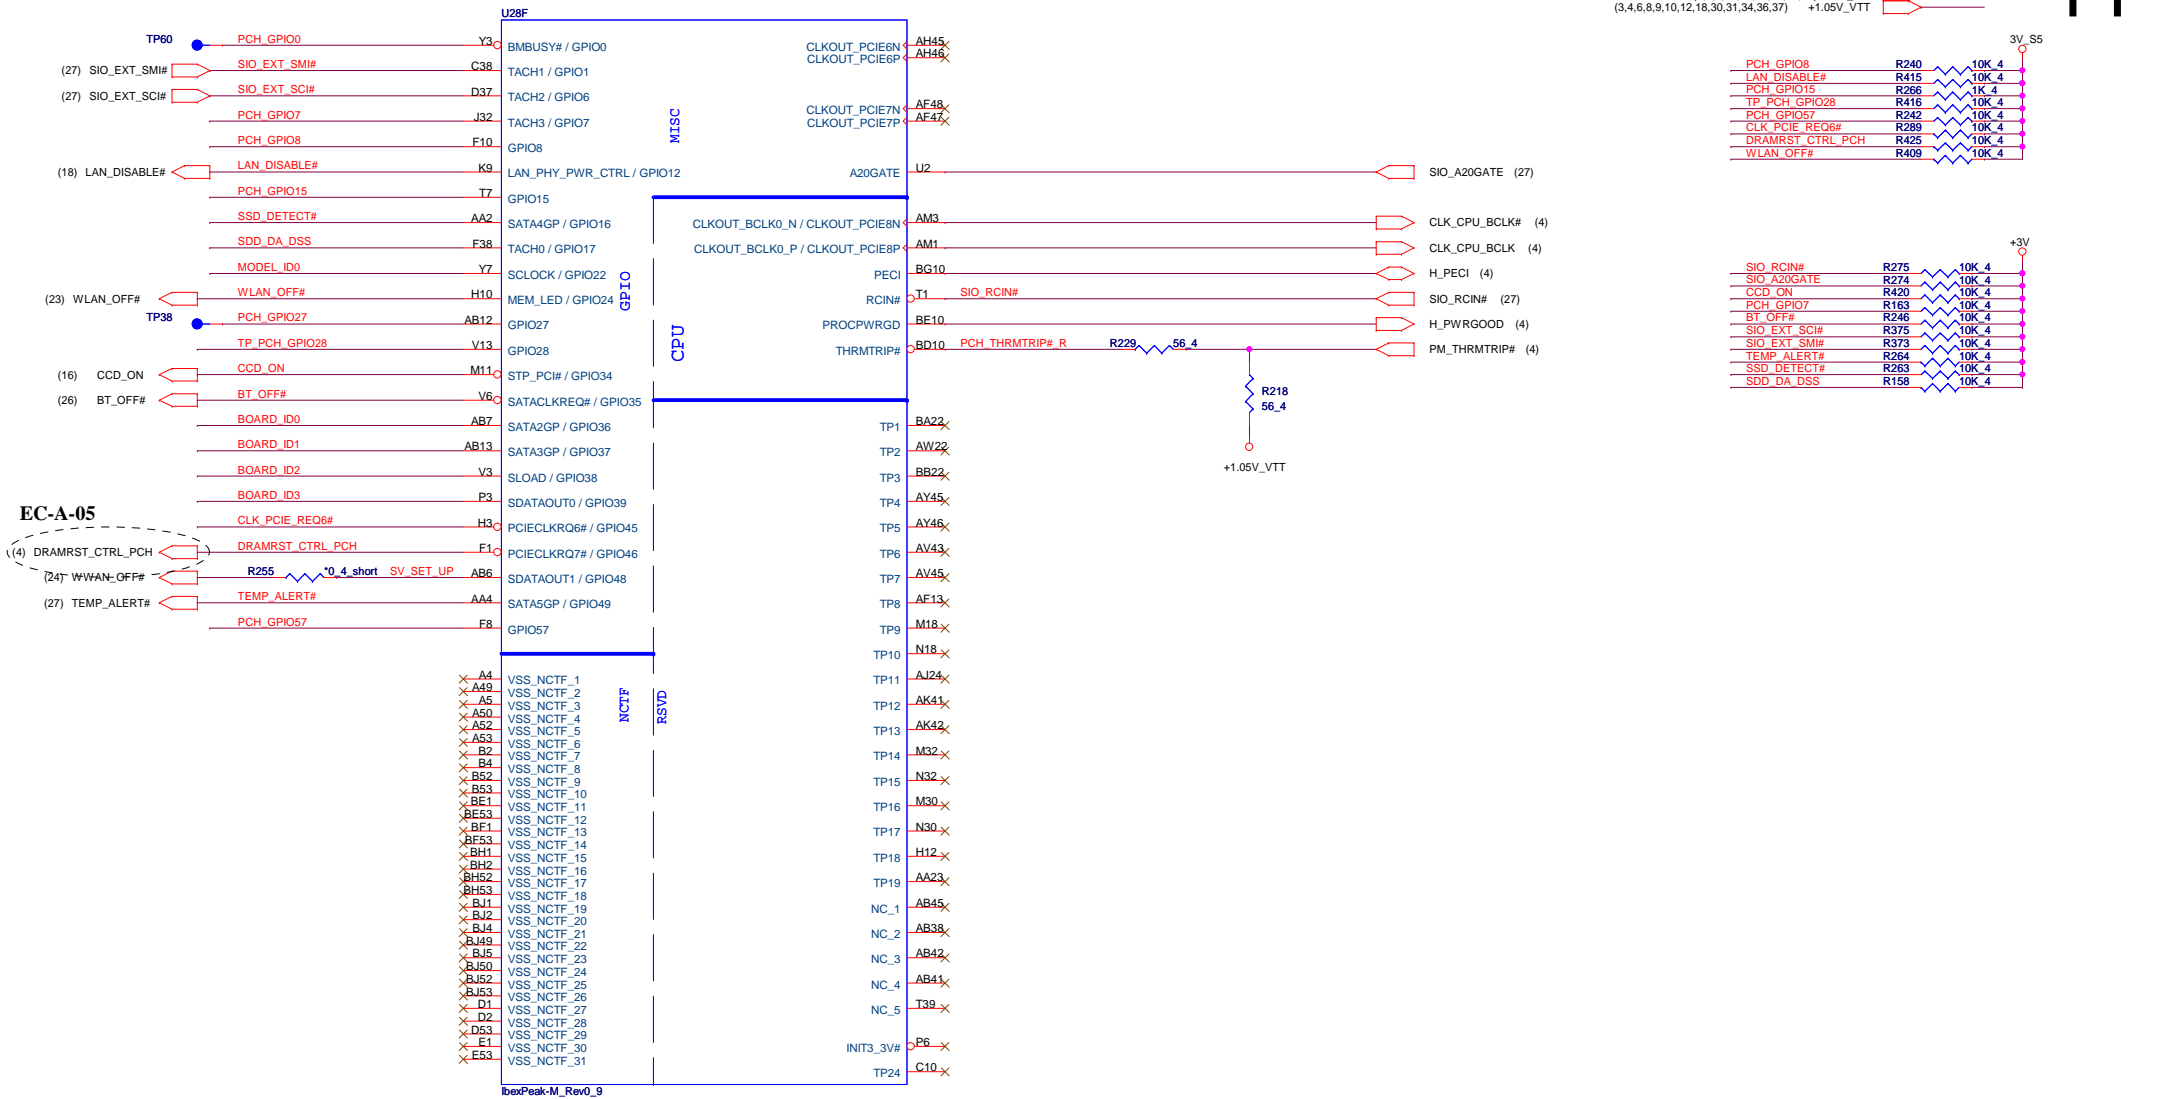 (3,4,6,8,9,10,12,18,30,31,34,36,37) +1.05V_VTT
U28F
TP60 PCH_GPIO0 Y3 BMBUSY# / GPIO0
(27) SIO_EXT_SMI# SIO_EXT_SMI# C38 TACH1 / GPIO1
(27) SIO_EXT_SCI# SIO_EXT_SCI# D37 TACH2 / GPIO6
PCH_GPIO7 J32 TACH3 / GPIO7
PCH_GPIO8 F10 GPIO8
(18) LAN_DISABLE# LAN_DISABLE# K9 LAN_PHY_PWR_CTRL / GPIO12
PCH_GPIO15 T7 GPIO15
SSD_DETECT# AA2 SATA4GP / GPIO16
SDD_DA_DSS F38 TACH0 / GPIO17
MODEL_ID0 Y7 SCLOCK / GPIO22
(23) WLAN_OFF# WLAN_OFF# H10 MEM_LED / GPIO24
TP38 PCH_GPIO27 AB12 GPIO27
TP_PCH_GPIO28 V13 GPIO28
(16) CCD_ON CCD_ON M11 STP_PCI# / GPIO34
(26) BT_OFF# BT_OFF# V6 SATACLKREQ# / GPIO35
BOARD_ID0 AB7 SATA2GP / GPIO36
BOARD_ID1 AB13 SATA3GP / GPIO37
BOARD_ID2 V3 SLOAD / GPIO38
BOARD_ID3 P3 SDATAOUT0 / GPIO39
EC-A-05
CLK_PCIE_REQ6# H3 PCIECLKRQ6# / GPIO45
(4) DRAMRST_CTRL_PCH DRAMRST_CTRL_PCH F1 PCIECLKRQ7# / GPIO46
(24) WWAN_OFF# R255 *0_4_short SV_SET_UP AB6 SDATAOUT1 / GPIO48
(27) TEMP_ALERT# TEMP_ALERT# AA4 SATA5GP / GPIO49
PCH_GPIO57 F8 GPIO57
A4 VSS_NCTF_1
A49 VSS_NCTF_2
A5 VSS_NCTF_3
A50 VSS_NCTF_4
A52 VSS_NCTF_5
A53 VSS_NCTF_6
B2 VSS_NCTF_7
B4 VSS_NCTF_8
B52 VSS_NCTF_9
B53 VSS_NCTF_10
BE1 VSS_NCTF_11
BE53 VSS_NCTF_12
BF1 VSS_NCTF_13
BF53 VSS_NCTF_14
BH1 VSS_NCTF_15
BH2 VSS_NCTF_16
BH52 VSS_NCTF_17
BH53 VSS_NCTF_18
BJ1 VSS_NCTF_19
BJ2 VSS_NCTF_20
BJ4 VSS_NCTF_21
BJ49 VSS_NCTF_22
BJ5 VSS_NCTF_23
BJ50 VSS_NCTF_24
BJ52 VSS_NCTF_25
BJ53 VSS_NCTF_26
D1 VSS_NCTF_27
D2 VSS_NCTF_28
D53 VSS_NCTF_29
E1 VSS_NCTF_30
E53 VSS_NCTF_31
IbexPeak-M_Rev0_9
MISC
GPIO
CPU
NCTF
RSVD
CLKOUT_PCIE6N AH45
CLKOUT_PCIE6P AH46
CLKOUT_PCIE7N AF48
CLKOUT_PCIE7P AF47
A20GATE U2 SIO_A20GATE (27)
CLKOUT_BCLK0_N / CLKOUT_PCIE8N AM3 CLK_CPU_BCLK# (4)
CLKOUT_BCLK0_P / CLKOUT_PCIE8P AM1 CLK_CPU_BCLK (4)
PECI BG10 H_PECI (4)
RCIN# T1 SIO_RCIN# SIO_RCIN# (27)
PROCPWRGD BE10 H_PWRGOOD (4)
THRMTRIP# BD10 PCH_THRMTRIP#_R R229 56_4 PM_THRMTRIP# (4)
R218
56_4
+1.05V_VTT
TP1 BA22
TP2 AW22
TP3 BB22
TP4 AY45
TP5 AY46
TP6 AV43
TP7 AV45
TP8 AF13
TP9 M18
TP10 N18
TP11 AJ24
TP12 AK41
TP13 AK42
TP14 M32
TP15 N32
TP16 M30
TP17 N30
TP18 H12
TP19 AA23
NC_1 AB45
NC_2 AB38
NC_3 AB42
NC_4 AB41
NC_5 T39
INIT3_3V# P6
TP24 C10
3V_S5
PCH_GPIO8 R240 10K_4
LAN_DISABLE# R415 10K_4
PCH_GPIO15 R266 1K_4
TP_PCH_GPIO28 R416 10K_4
PCH_GPIO57 R242 10K_4
CLK_PCIE_REQ6# R289 10K_4
DRAMRST_CTRL_PCH R425 10K_4
WLAN_OFF# R409 10K_4
+3V
SIO_RCIN# R275 10K_4
SIO_A20GATE R274 10K_4
CCD_ON R420 10K_4
PCH_GPIO7 R163 10K_4
BT_OFF# R246 10K_4
SIO_EXT_SCI# R375 10K_4
SIO_EXT_SMI# R373 10K_4
TEMP_ALERT# R264 10K_4
SSD_DETECT# R263 10K_4
SDD_DA_DSS R158 10K_4